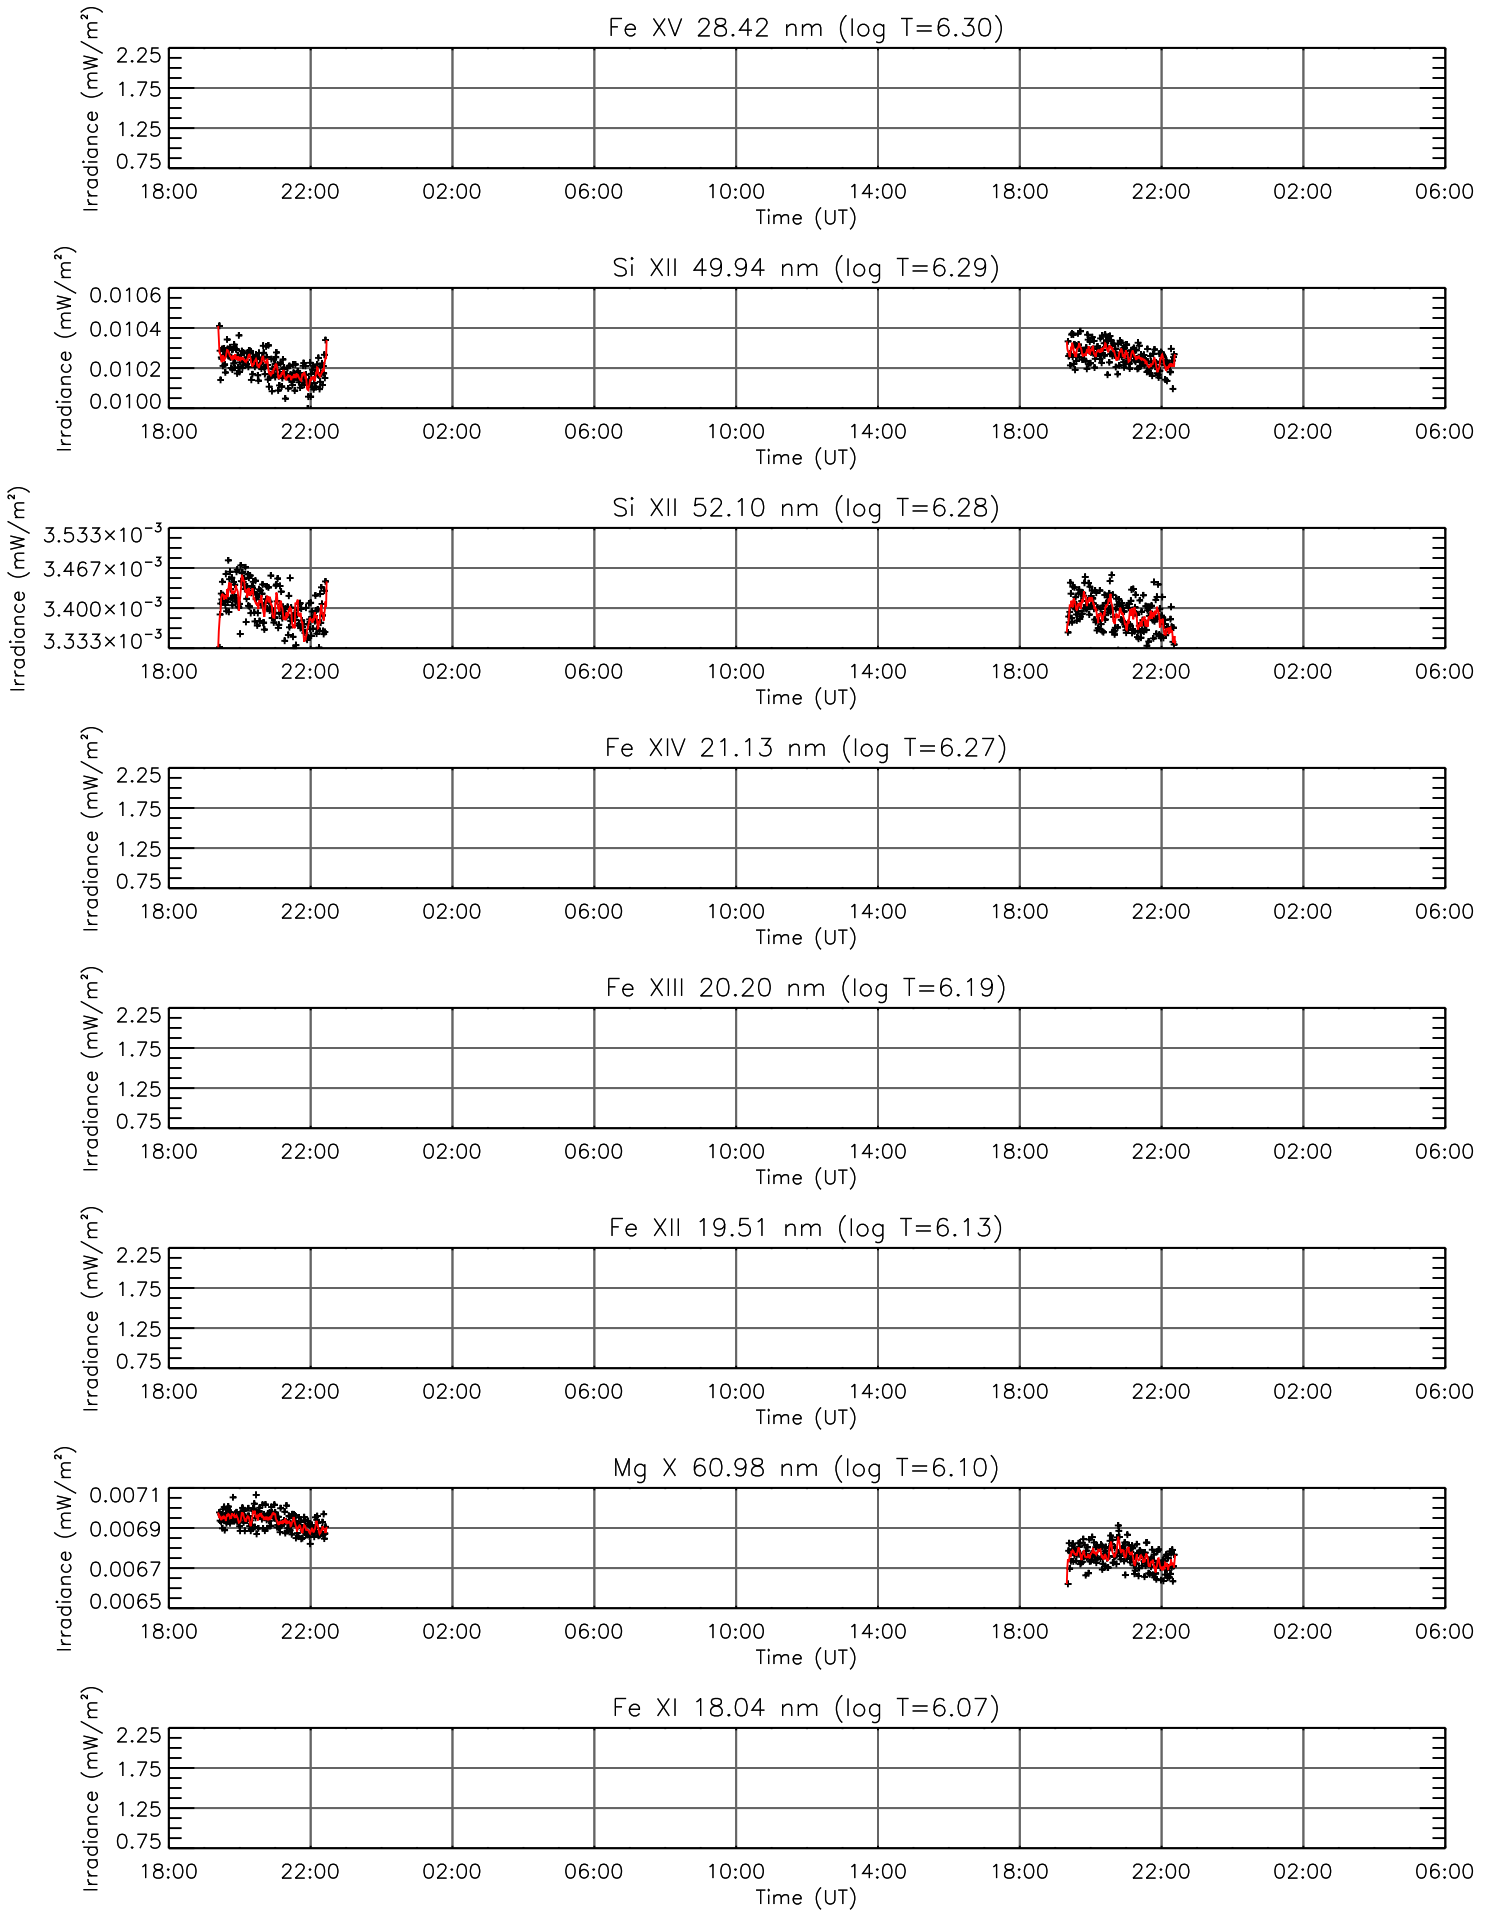 Fe XV 28.42 nm (log T=6.30)
Irradiance (mW/m²)
2.25
1.75
1.25
0.75
18:00 22:00 02:00 06:00 10:00 14:00 18:00 22:00 02:00 06:00
Time (UT)
Si XII 49.94 nm (log T=6.29)
Irradiance (mW/m²)
0.0106
0.0104
0.0102
0.0100
18:00 22:00 02:00 06:00 10:00 14:00 18:00 22:00 02:00 06:00
Time (UT)
Si XII 52.10 nm (log T=6.28)
Irradiance (mW/m²)
3.533×10⁻³
3.467×10⁻³
3.400×10⁻³
3.333×10⁻³
18:00 22:00 02:00 06:00 10:00 14:00 18:00 22:00 02:00 06:00
Time (UT)
Fe XIV 21.13 nm (log T=6.27)
Irradiance (mW/m²)
2.25
1.75
1.25
0.75
18:00 22:00 02:00 06:00 10:00 14:00 18:00 22:00 02:00 06:00
Time (UT)
Fe XIII 20.20 nm (log T=6.19)
Irradiance (mW/m²)
2.25
1.75
1.25
0.75
18:00 22:00 02:00 06:00 10:00 14:00 18:00 22:00 02:00 06:00
Time (UT)
Fe XII 19.51 nm (log T=6.13)
Irradiance (mW/m²)
2.25
1.75
1.25
0.75
18:00 22:00 02:00 06:00 10:00 14:00 18:00 22:00 02:00 06:00
Time (UT)
Mg X 60.98 nm (log T=6.10)
Irradiance (mW/m²)
0.0071
0.0069
0.0067
0.0065
18:00 22:00 02:00 06:00 10:00 14:00 18:00 22:00 02:00 06:00
Time (UT)
Fe XI 18.04 nm (log T=6.07)
Irradiance (mW/m²)
2.25
1.75
1.25
0.75
18:00 22:00 02:00 06:00 10:00 14:00 18:00 22:00 02:00 06:00
Time (UT)